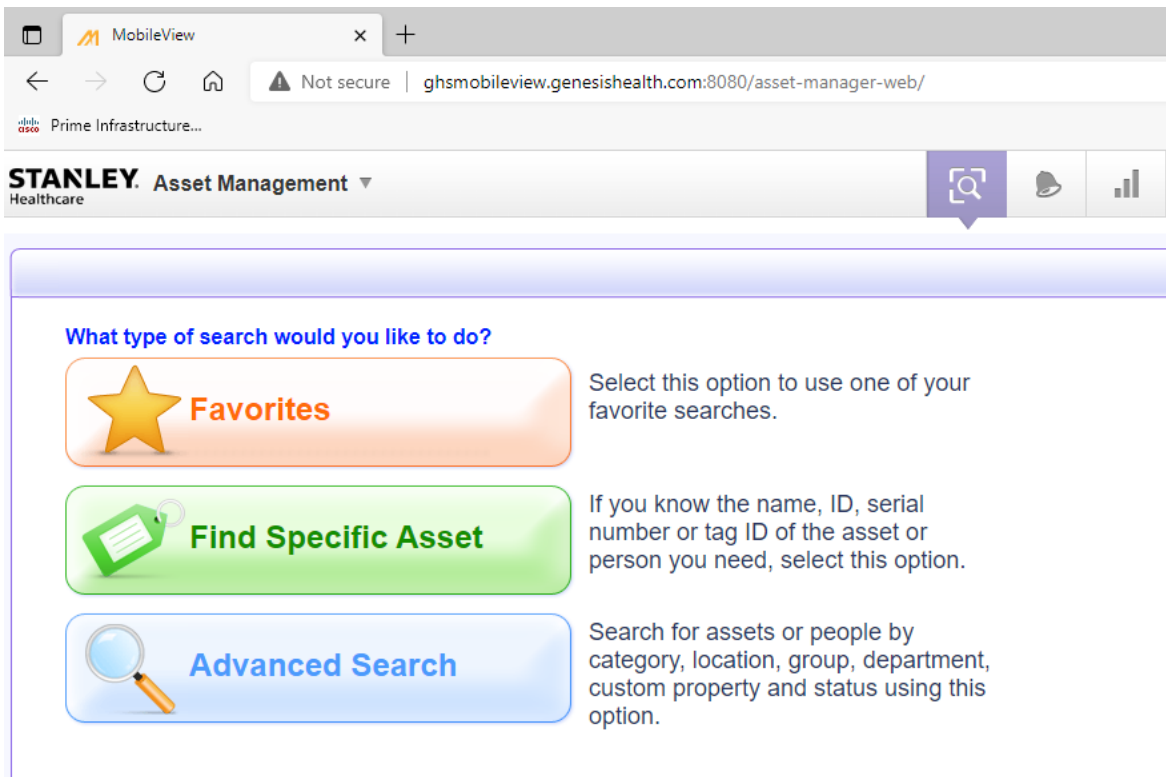 MobileView
Not secure ghsmobileview.genesishealth.com:8080/asset-manager-web/
cisco Prime Infrastructure...
STANLEY. Asset Management
Healthcare
What type of search would you like to do?
Favorites
Select this option to use one of your
favorite searches.
Find Specific Asset
If you know the name, ID, serial
number or tag ID of the asset or
person you need, select this option.
Advanced Search
Search for assets or people by
category, location, group, department,
custom property and status using this
option.